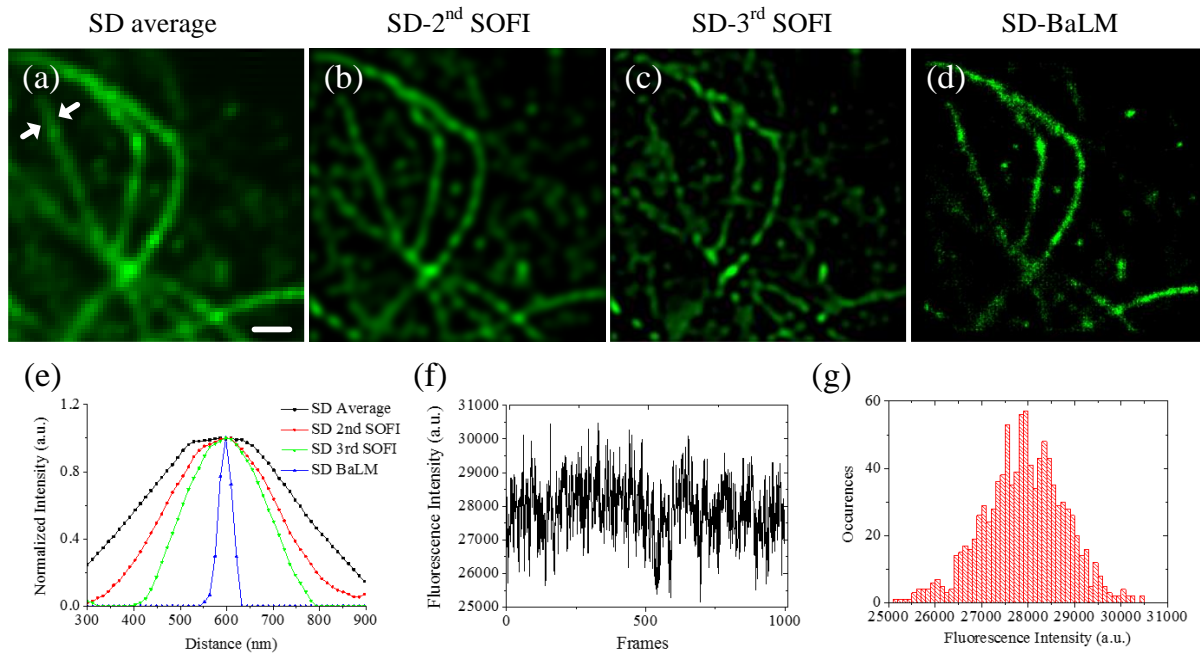 SD average
SD-2nd SOFI
SD-3rd SOFI
SD-BaLM
(a)
(b)
(c)
(d)
(e)
(f)
(g)
1.2
0.8
0.4
0.0
Normalized Intensity (a.u.)
SD Average
SD 2nd SOFI
SD 3rd SOFI
SD BaLM
300 400 500 600 700 800 900
Distance (nm)
31000
30000
29000
28000
27000
26000
25000
Fluorescence Intensity (a.u.)
0 500 1000
Frames
60
40
20
0
Occurences
25000 26000 27000 28000 29000 30000 31000
Fluorescence Intensity (a.u.)